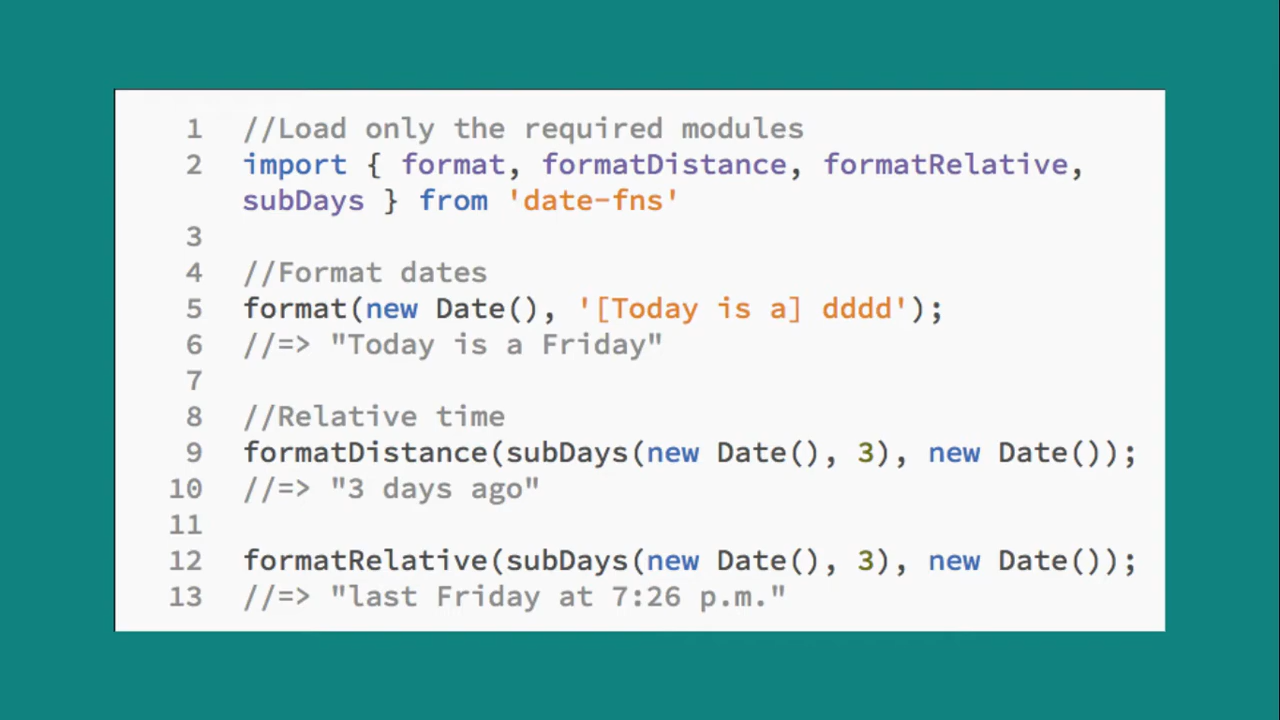 1 //Load only the required modules
2 import { format, formatDistance, formatRelative,
subDays } from 'date-fns'
3
4 //Format dates
5 format(new Date(), '[Today is a] dddd');
6 //=> "Today is a Friday"
7
8 //Relative time
9 formatDistance(subDays(new Date(), 3), new Date());
10 //=> "3 days ago"
11
12 formatRelative(subDays(new Date(), 3), new Date());
13 //=> "last Friday at 7:26 p.m."